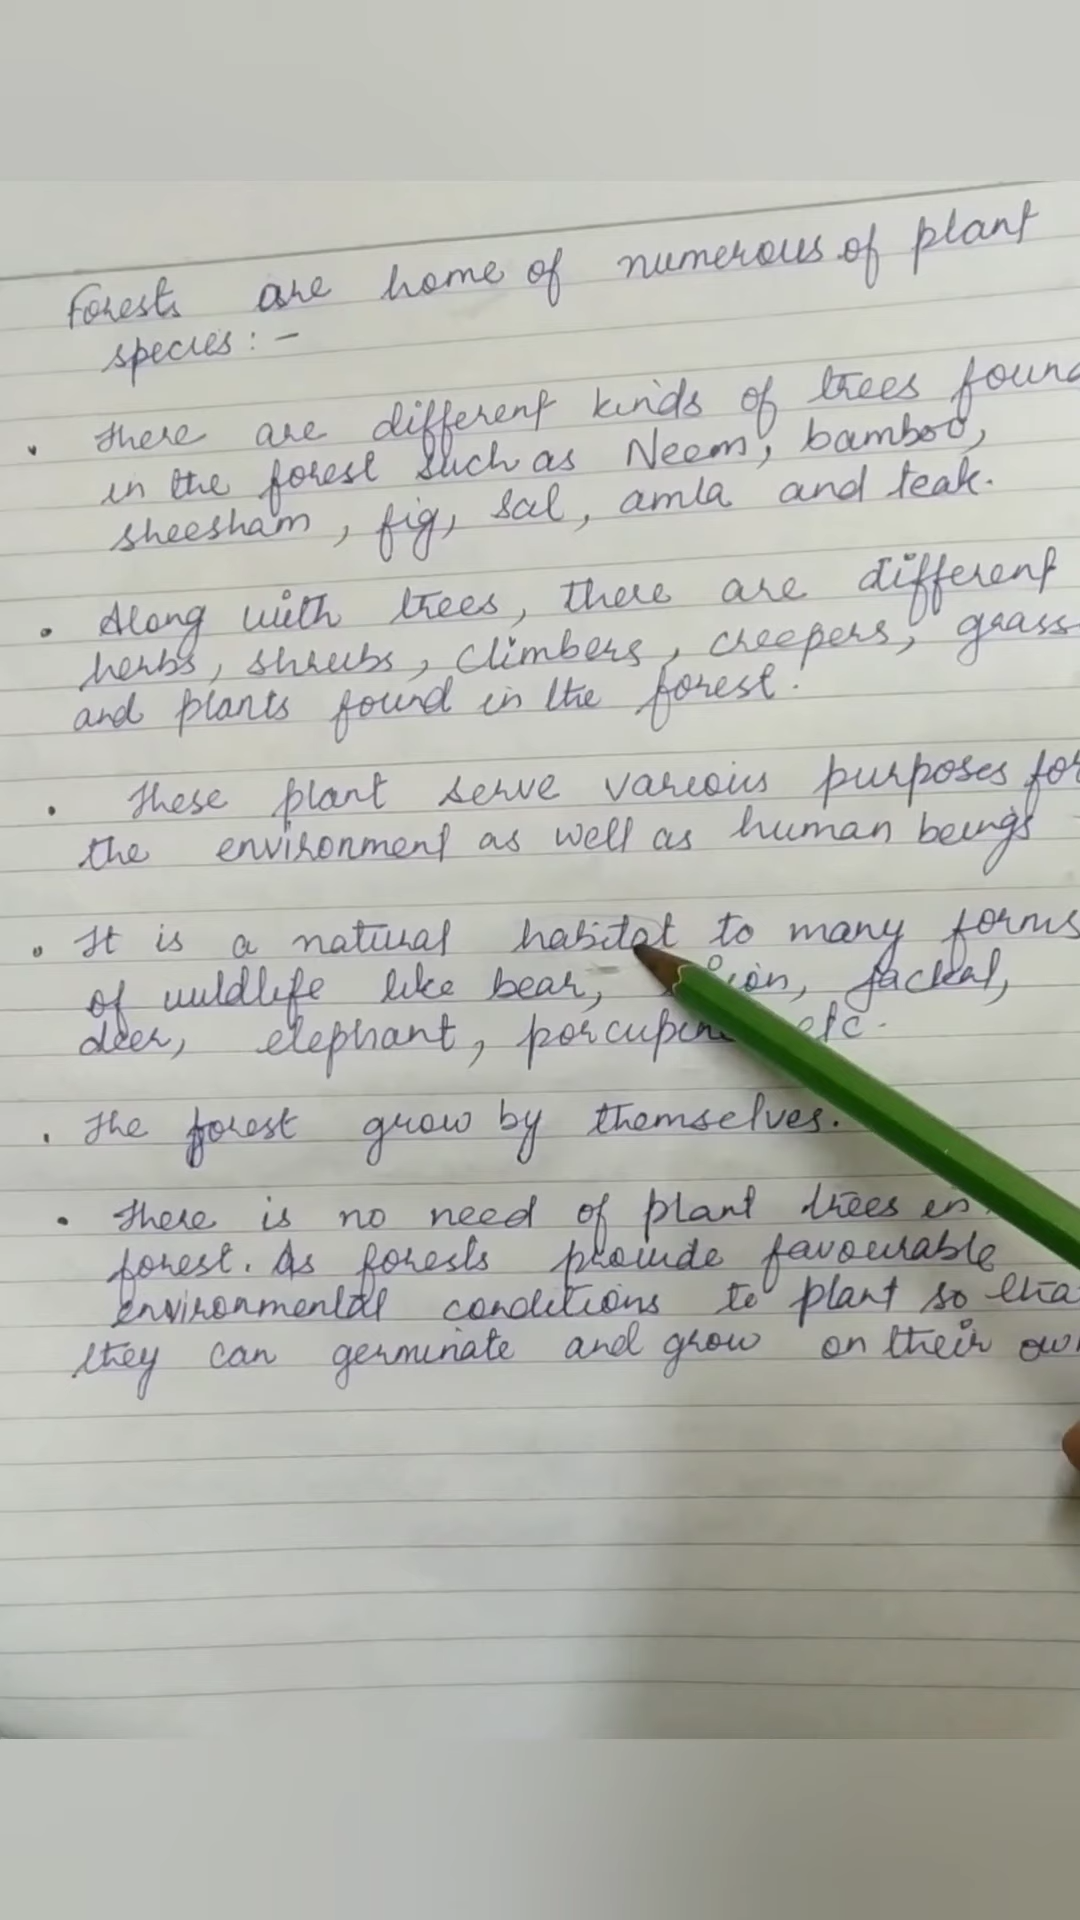 Forests are home of numerous of plant
species : -
• There are different kinds of trees found
in the forest such as Neem, bamboo,
sheesham, fig, sal, amla and teak.
• Along with trees, there are different
herbs, shrubs, climbers, creepers, grass
and plants found in the forest.
• These plant serve various purposes for
the environment as well as human beings
• It is a natural habitat to many forms
of wildlife like bear, jackal,
deer, elephant, etc.
• The forest grow by themselves.
• There is no need of plant trees in
forest. As forests provide favourable
environmental conditions to plant so tha
they can germinate and grow on their ow